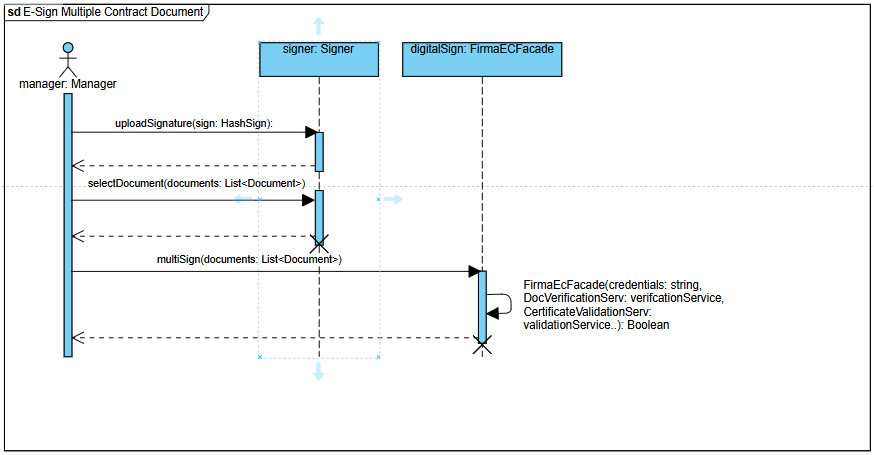 sd E-Sign Multiple Contract Document
signer: Signer
digitalSign: FirmaECFacade
manager: Manager
uploadSignature(sign: HashSign):
selectDocument(documents: List<Document>)
multiSign(documents: List<Document>)
FirmaEcFacade(credentials: string,
DocVerificationServ: verifcationService,
CertificateValidationServ:
validationService..): Boolean